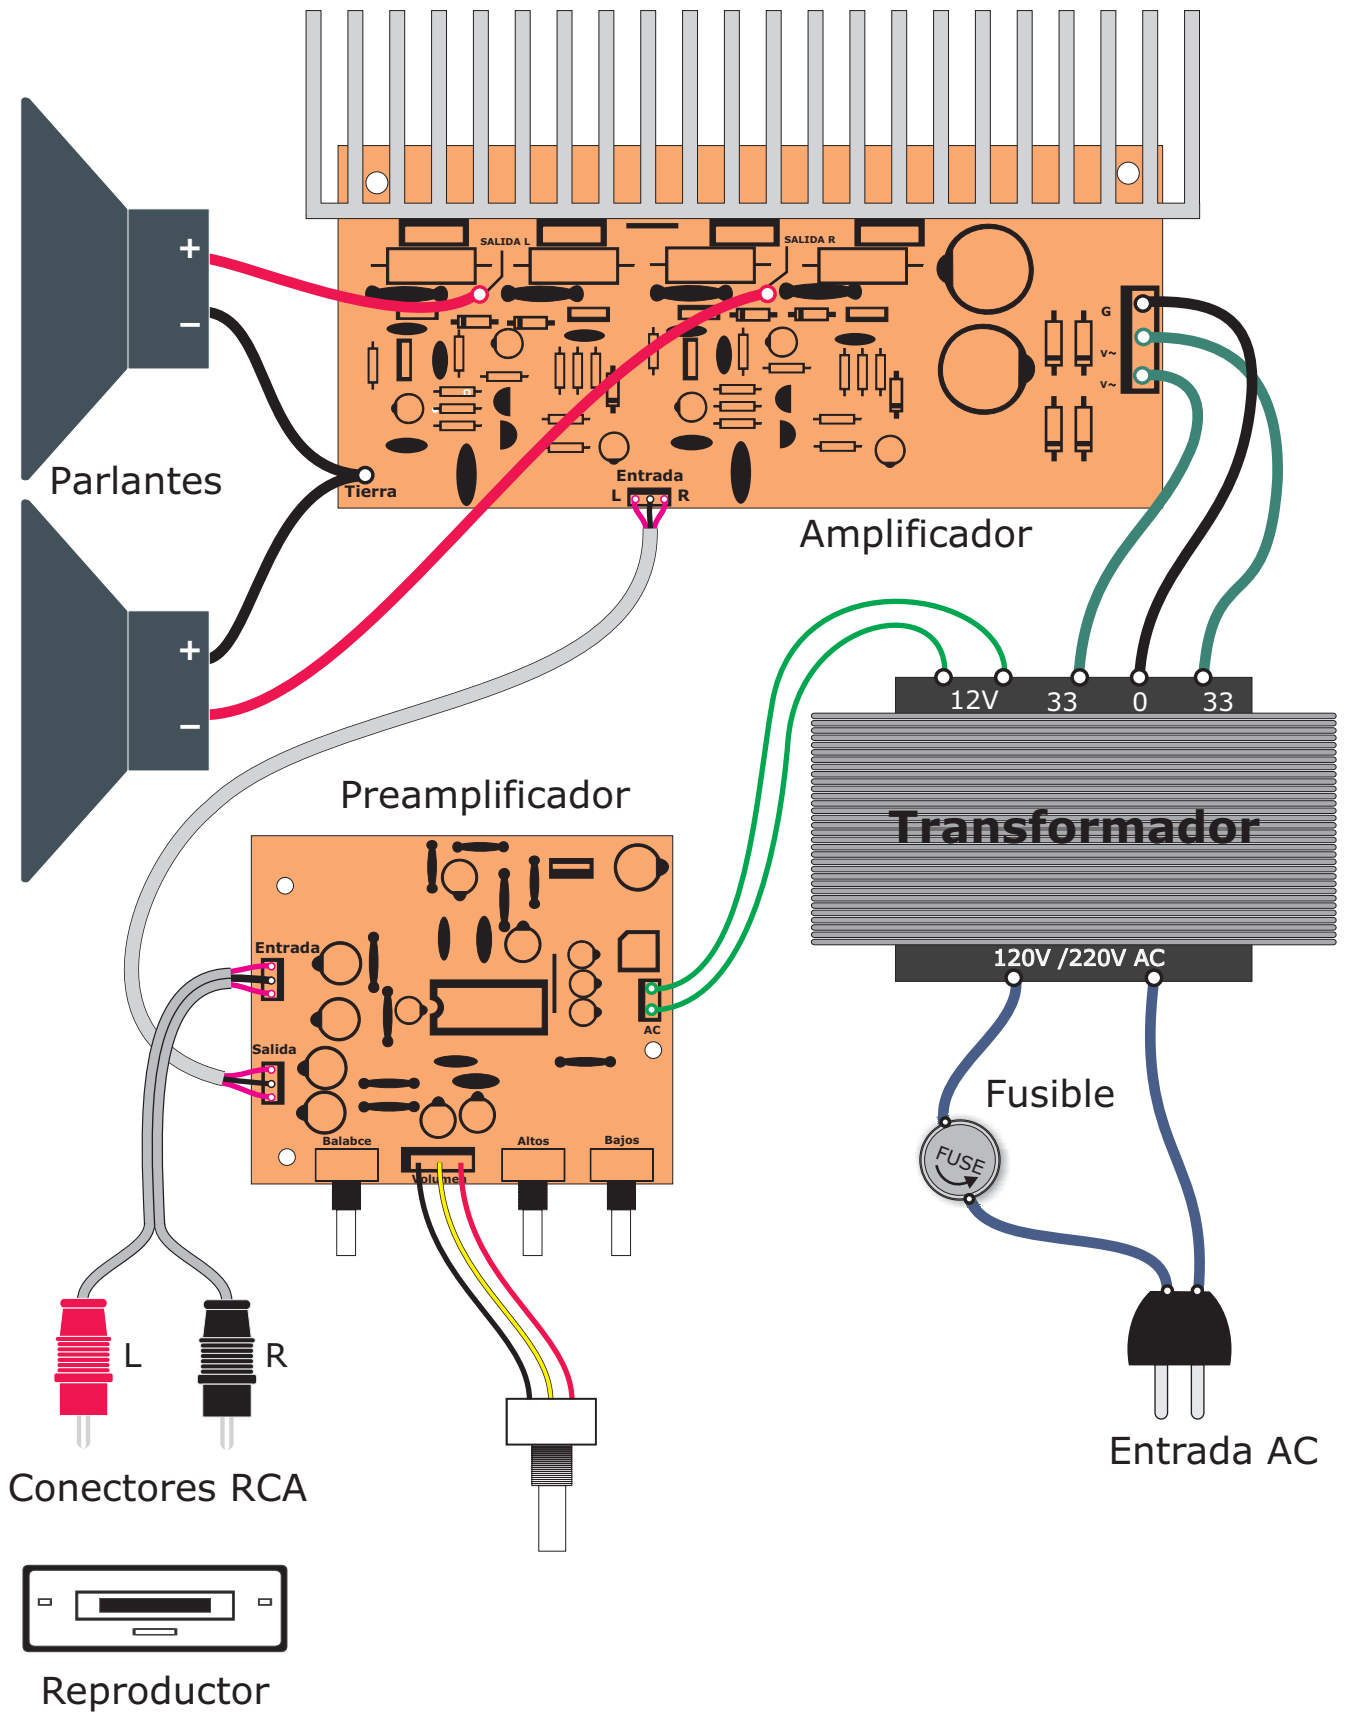 SALIDA L
SALIDA R
+
−
G
V~
V~
Parlantes
Tierra
Entrada
L
R
Amplificador
+
−
12V
33
0
33
Preamplificador
Transformador
Entrada
120V /220V AC
AC
Salida
Fusible
FUSE
Balabce
Volumen
Altos
Bajos
L
R
Entrada AC
Conectores RCA
Reproductor